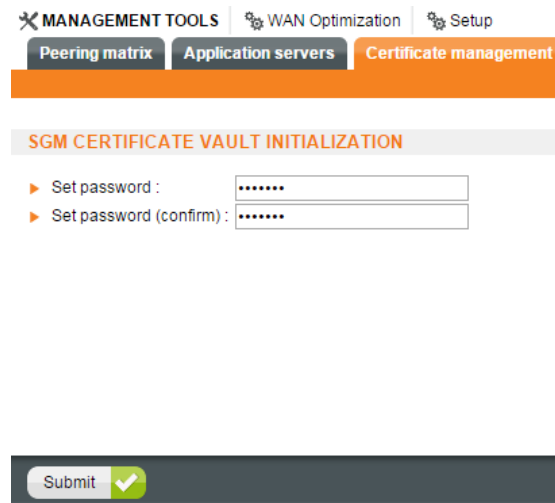 MANAGEMENT TOOLS WAN Optimization Setup
Peering matrix Application servers Certificate management
SGM CERTIFICATE VAULT INITIALIZATION
Set password : •••••••
Set password (confirm) : •••••••
Submit